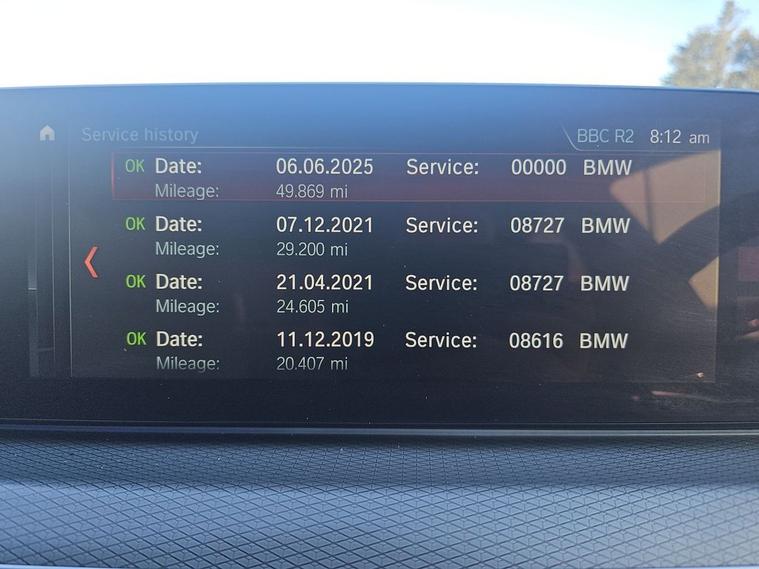 Service history BBC R2 8:12 am
OK Date: 06.06.2025 Service: 00000 BMW
Mileage: 49.869 mi
OK Date: 07.12.2021 Service: 08727 BMW
Mileage: 29.200 mi
OK Date: 21.04.2021 Service: 08727 BMW
Mileage: 24.605 mi
OK Date: 11.12.2019 Service: 08616 BMW
Mileage: 20.407 mi